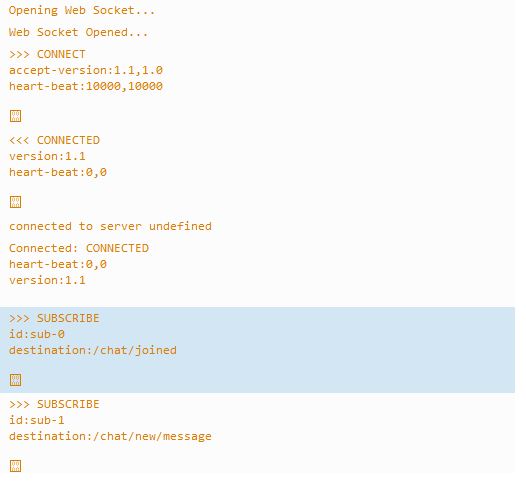 Opening Web Socket...
Web Socket Opened...
>>> CONNECT
accept-version:1.1,1.0
heart-beat:10000,10000
<<< CONNECTED
version:1.1
heart-beat:0,0
connected to server undefined
Connected: CONNECTED
heart-beat:0,0
version:1.1
>>> SUBSCRIBE
id:sub-0
destination:/chat/joined
>>> SUBSCRIBE
id:sub-1
destination:/chat/new/message